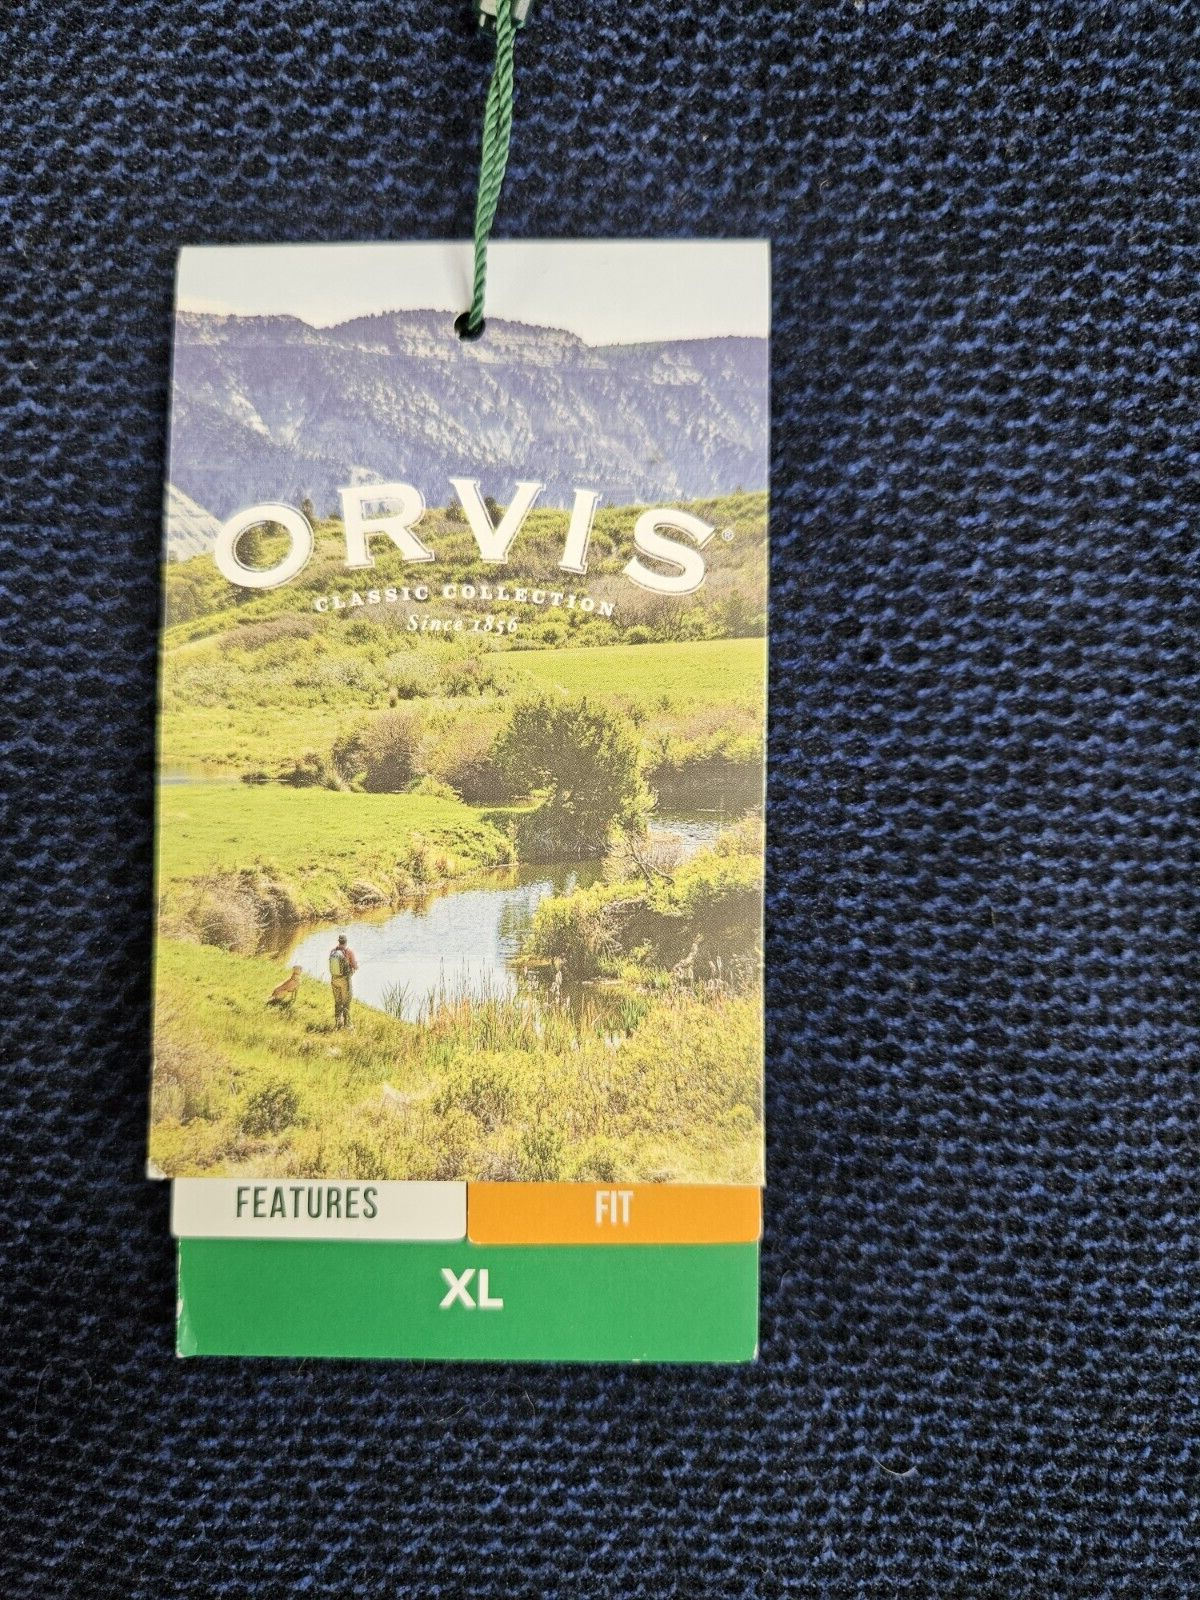 ORVIS®
CLASSIC COLLECTION
Since 1856
FEATURES
FIT
XL